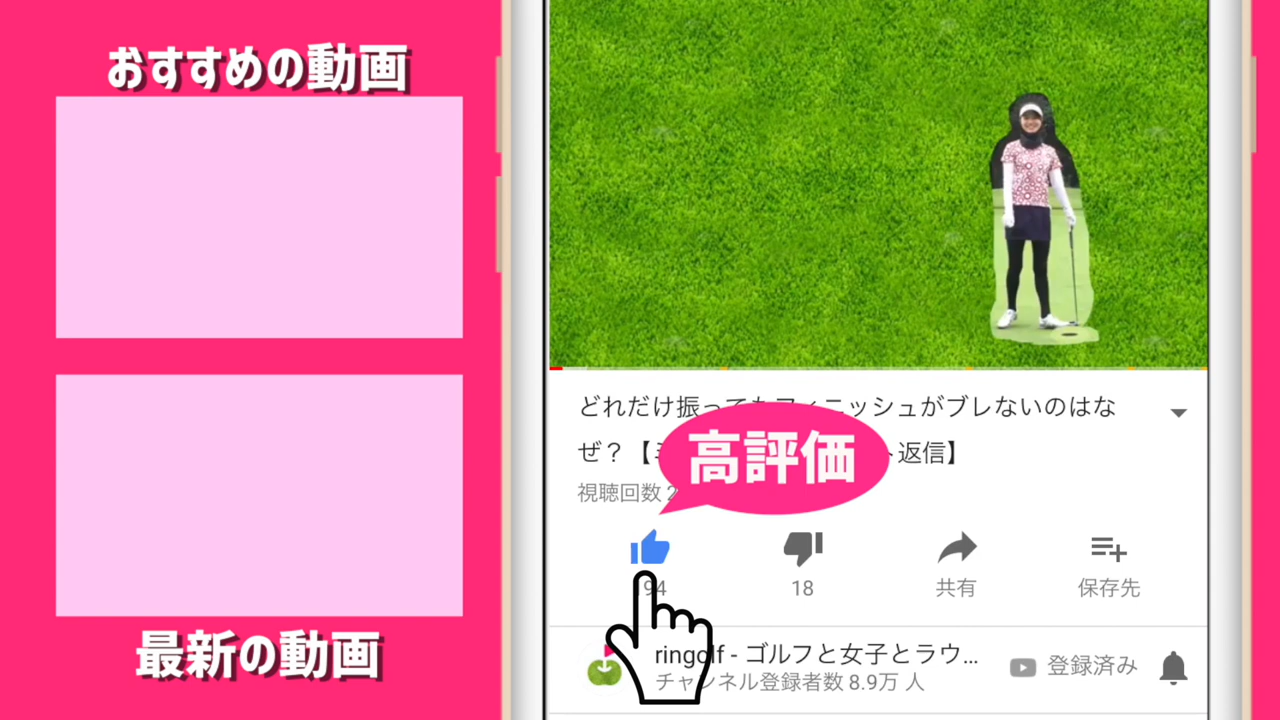 おすすめの動画
最新の動画
どれだけ振ってもフィニッシュがブレないのはな
ぜ？【 返信】
高評価
視聴回数 2
194
18
共有
保存先
ringolf - ゴルフと女子とラウ...
チャンネル登録者数 8.9万 人
登録済み